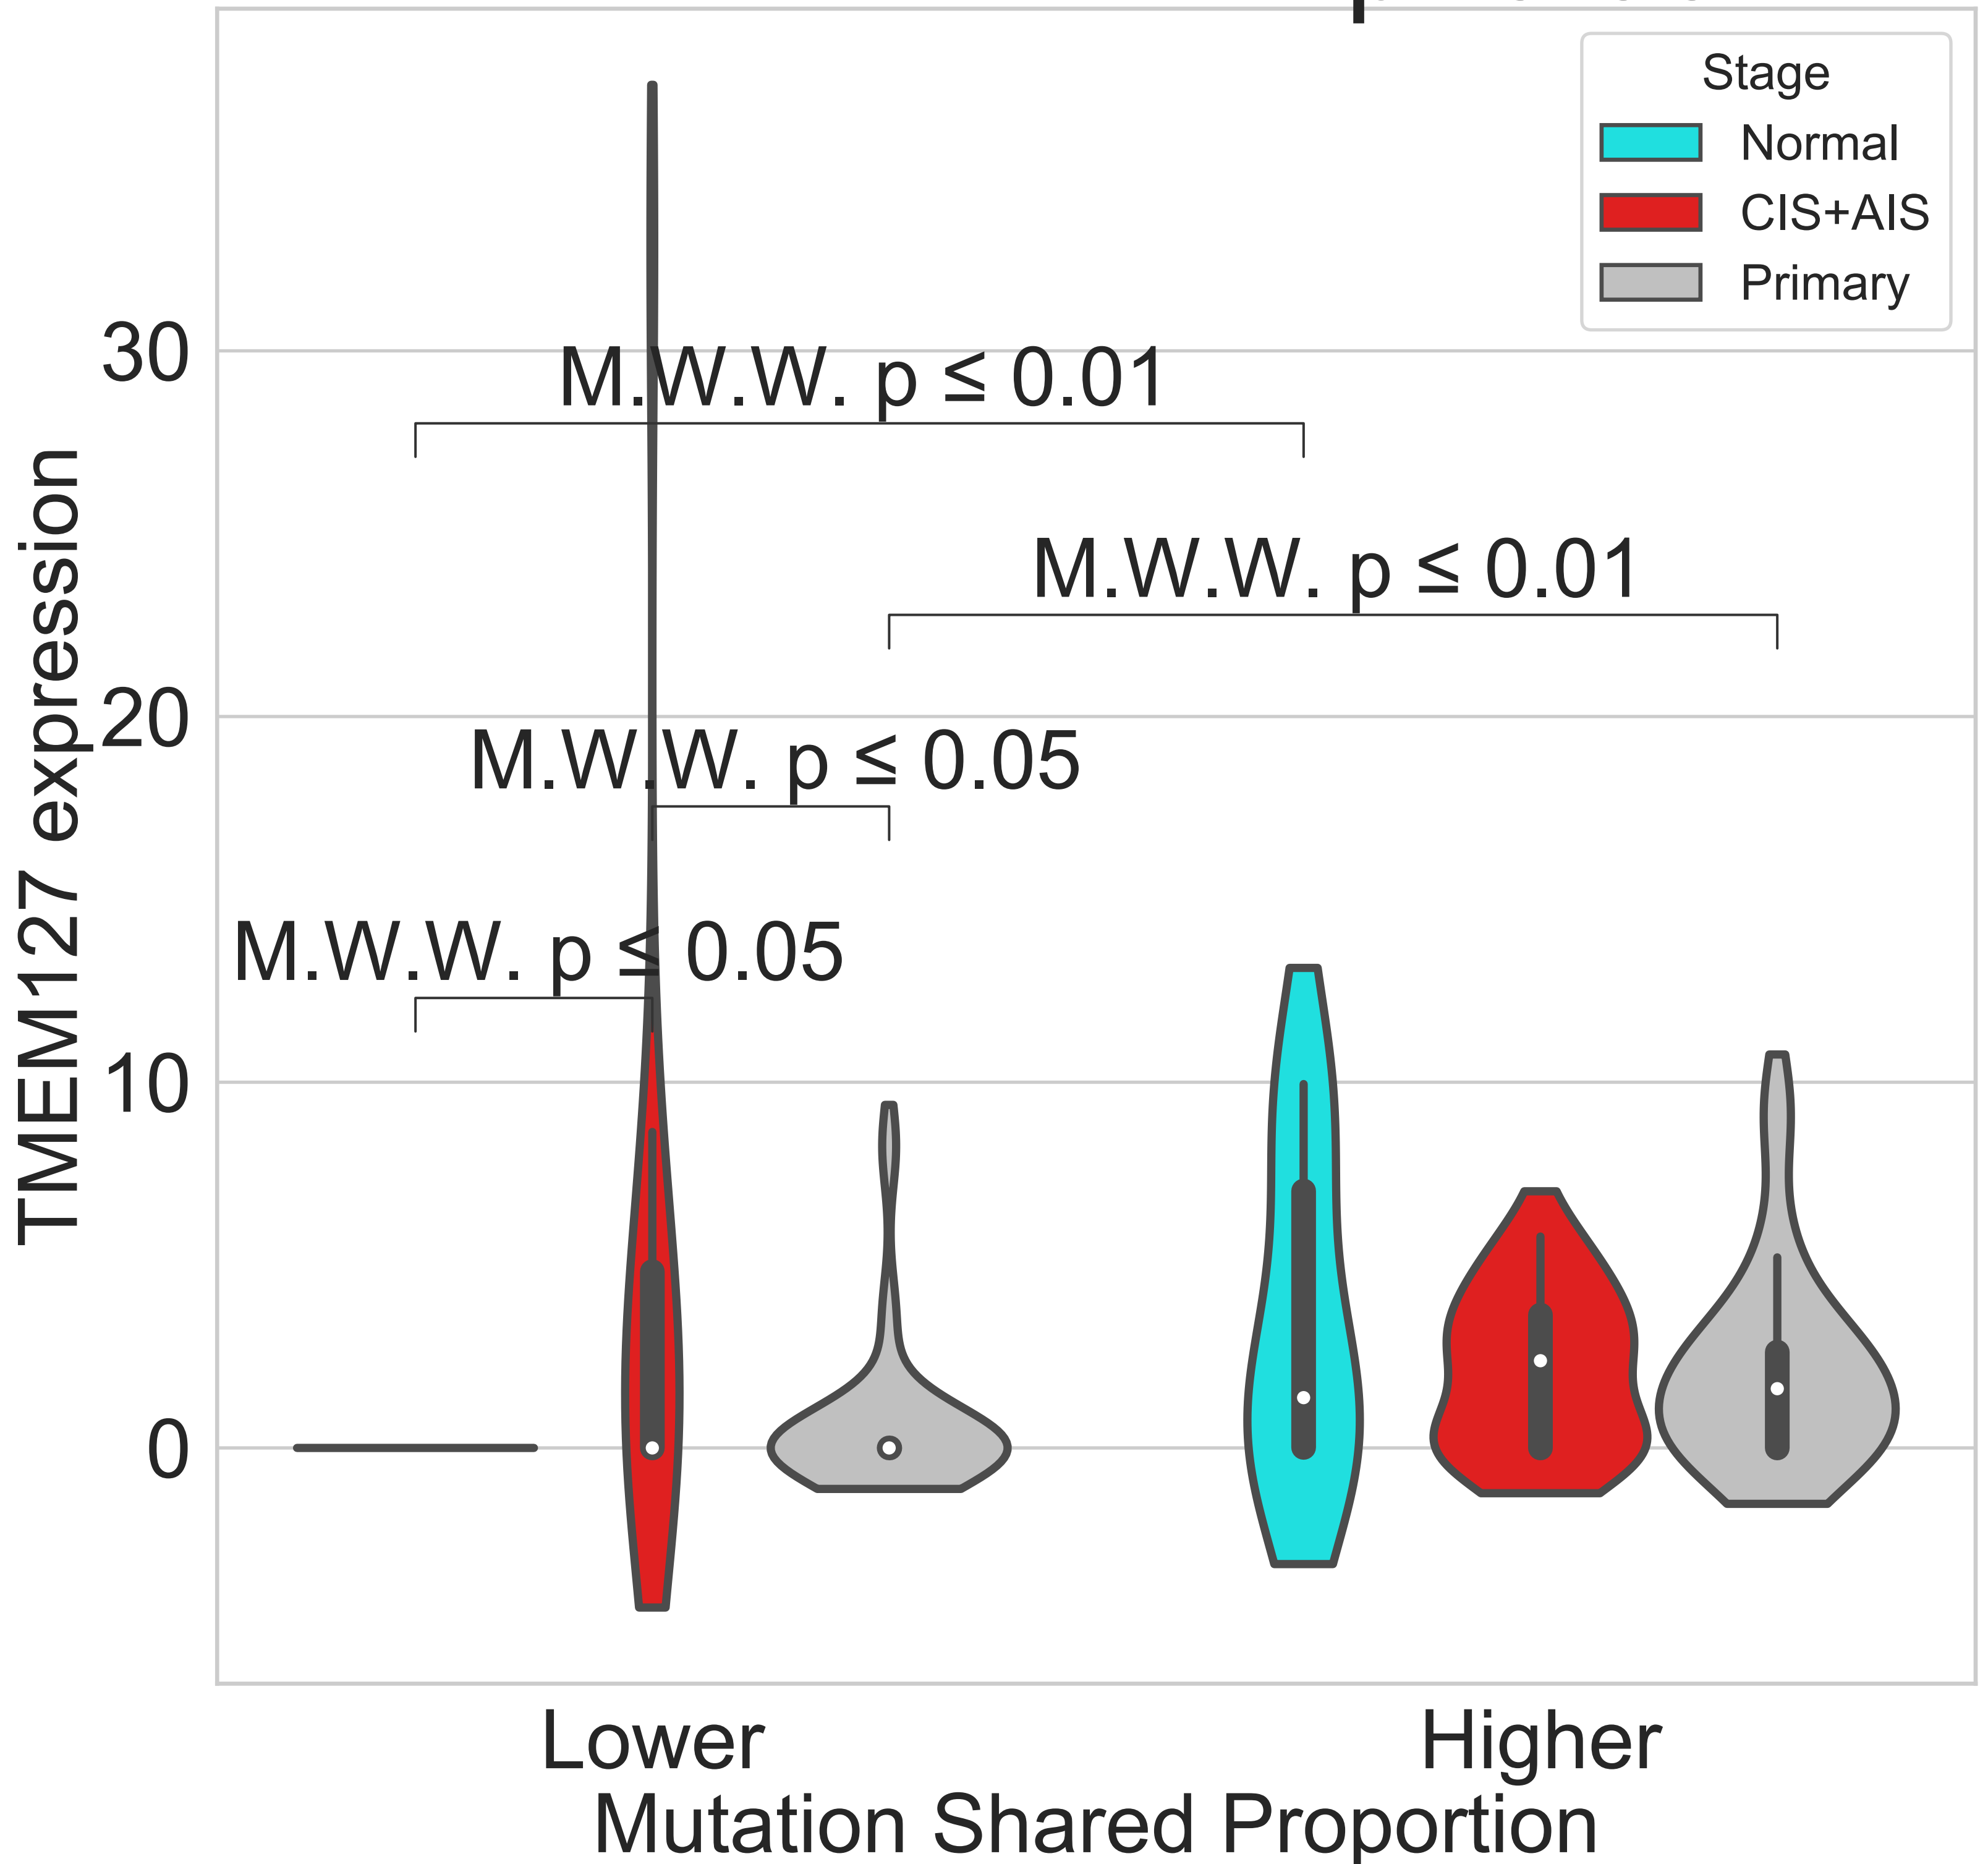 Stage
Normal
CIS+AIS
Primary
M.W.W. p ≤ 0.01
M.W.W. p ≤ 0.01
M.W.W. p ≤ 0.05
M.W.W. p ≤ 0.05
TMEM127 expression
30
20
10
0
Lower
Higher
Mutation Shared Proportion